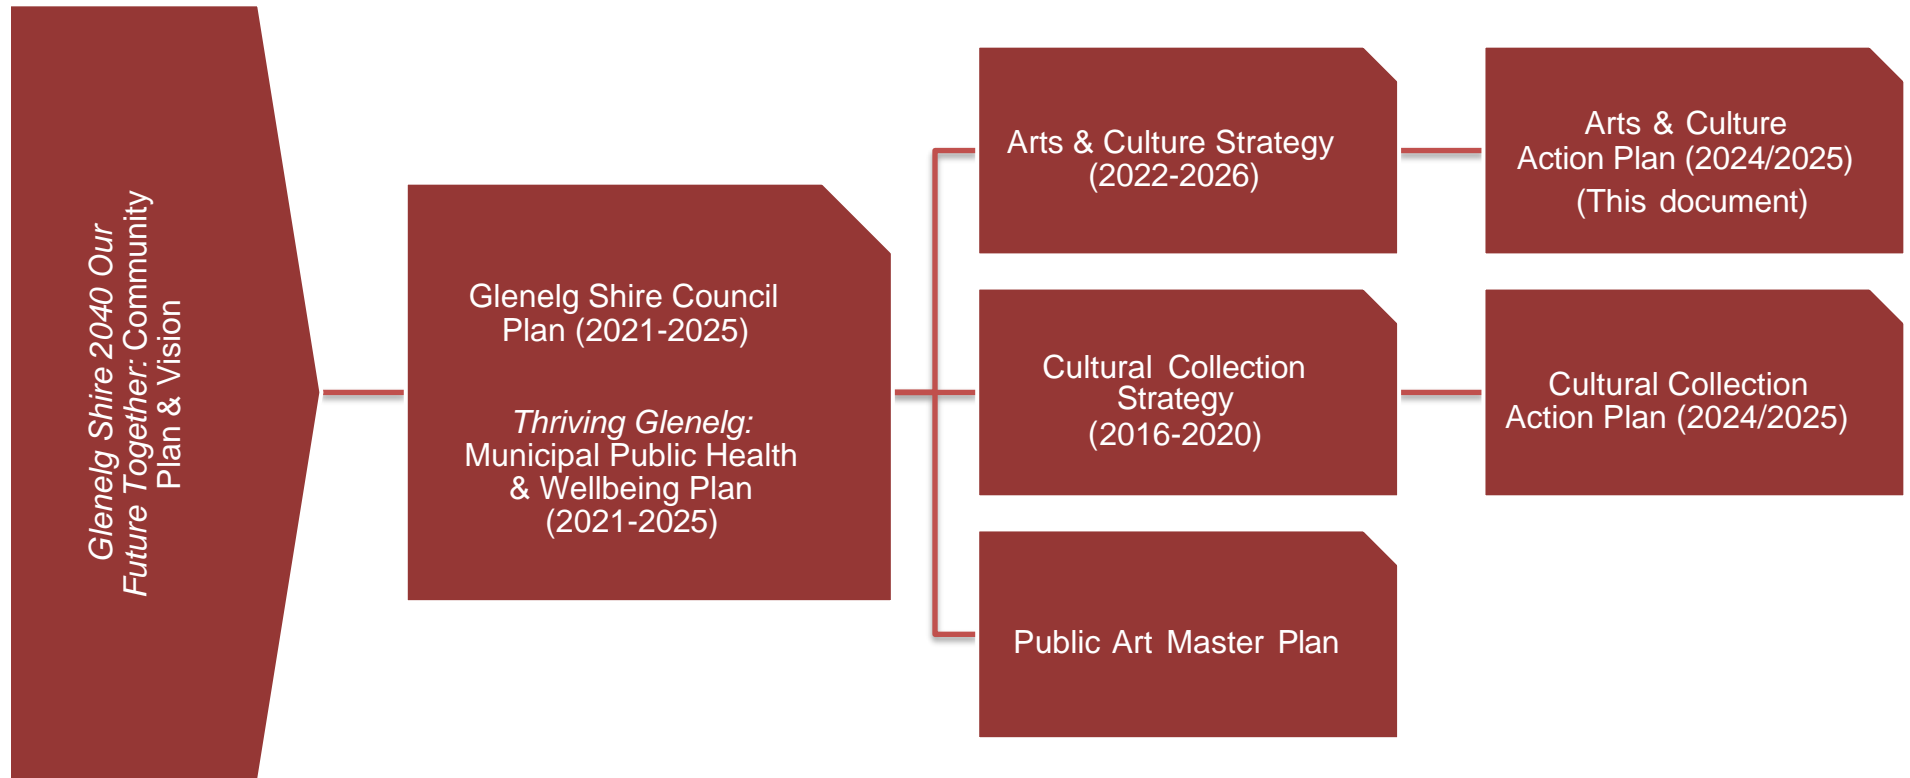 Glenelg Shire 2040 Our
Future Together: Community
Plan & Vision
Glenelg Shire Council
Plan (2021-2025)
Thriving Glenelg:
Municipal Public Health
& Wellbeing Plan
(2021-2025)
Arts & Culture Strategy
(2022-2026)
Arts & Culture
Action Plan (2024/2025)
(This document)
Cultural Collection
Strategy
(2016-2020)
Cultural Collection
Action Plan (2024/2025)
Public Art Master Plan